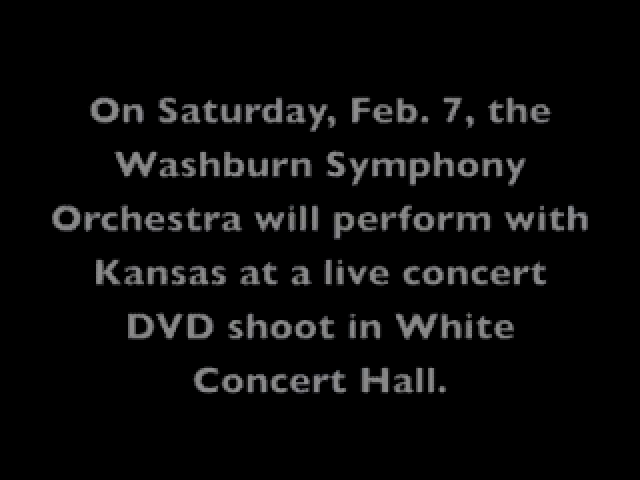 On Saturday, Feb. 7, the
Washburn Symphony
Orchestra will perform with
Kansas at a live concert
DVD shoot in White
Concert Hall.